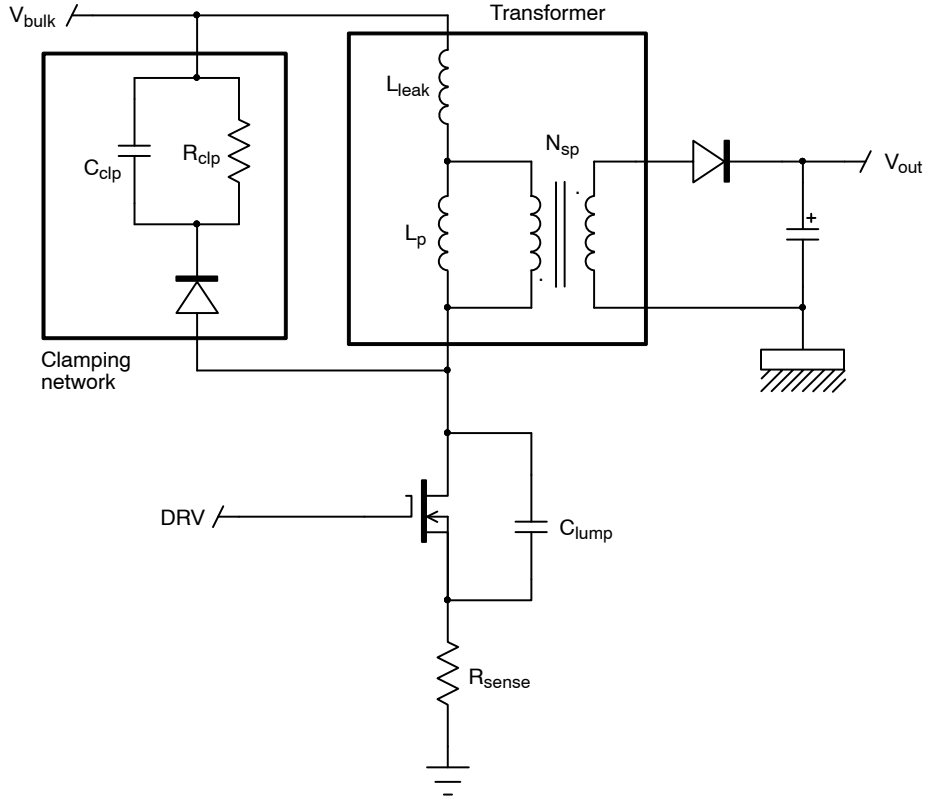 Transformer
Vbulk
Lleak
Nsp
Cclp
Rclp
Vout
Lp
+
Clamping
network
DRV
Clump
Rsense